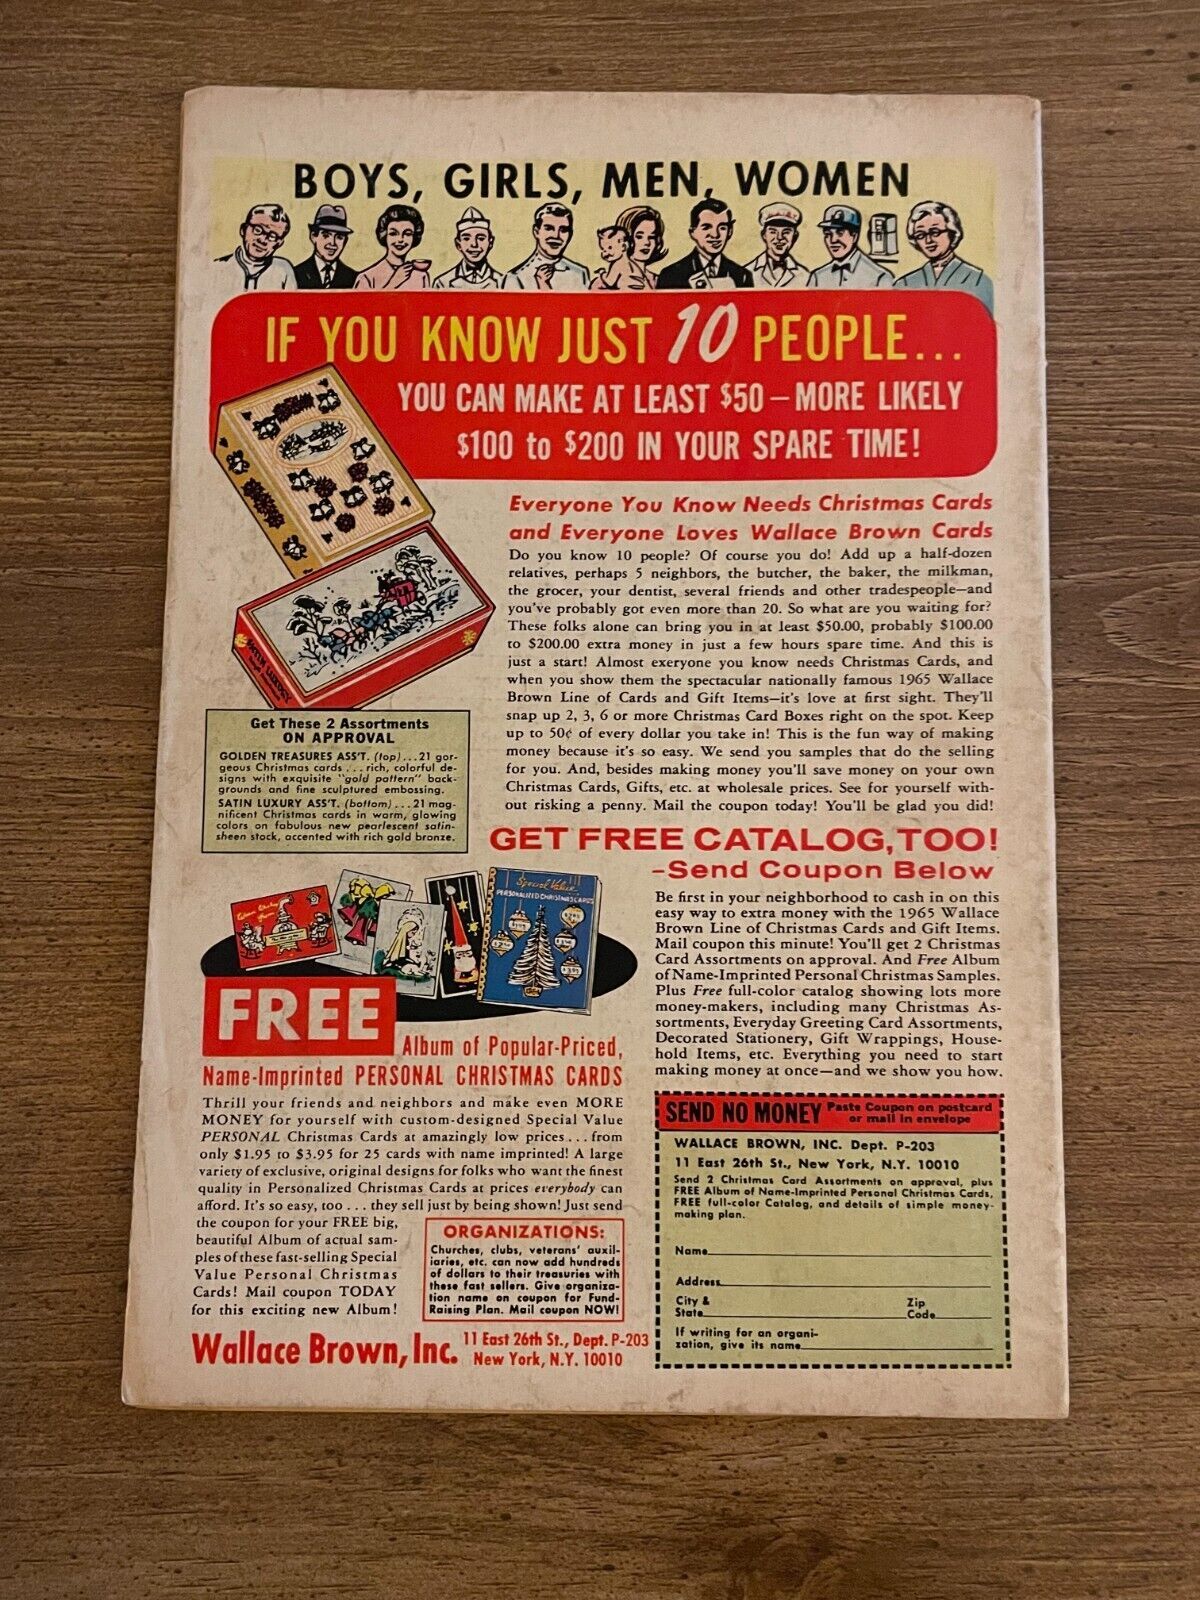 BOYS, GIRLS, MEN, WOMEN
IF YOU KNOW JUST 10 PEOPLE...
YOU CAN MAKE AT LEAST $50 – MORE LIKELY
$100 to $200 IN YOUR SPARE TIME!
Everyone You Know Needs Christmas Cards
and Everyone Loves Wallace Brown Cards
Do you know 10 people? Of course you do! Add up a half-dozen
relatives, perhaps 5 neighbors, the butcher, the baker, the milkman,
the grocer, your dentist, several friends and other tradespeople—and
you've probably got even more than 20. So what are you waiting for?
These folks alone can bring you in at least $50.00, probably $100.00
to $200.00 extra money in just a few hours spare time. And this is
just a start! Almost exeryone you know needs Christmas Cards, and
when you show them the spectacular nationally famous 1965 Wallace
Brown Line of Cards and Gift Items—it's love at first sight. They'll
snap up 2, 3, 6 or more Christmas Card Boxes right on the spot. Keep
up to 50¢ of every dollar you take in! This is the fun way of making
money because it's so easy. We send you samples that do the selling
for you. And, besides making money you'll save money on your own
Christmas Cards, Gifts, etc. at wholesale prices. See for yourself with-
out risking a penny. Mail the coupon today! You'll be glad you did!
SATIN LUXURY
Get These 2 Assortments
ON APPROVAL
GOLDEN TREASURES ASS'T. (top)...21 gor-
geous Christmas cards...rich, colorful de-
signs with exquisite "gold pattern" back-
grounds and fine sculptured embossing.
SATIN LUXURY ASS'T. (bottom)...21 mag-
nificent Christmas cards in warm, glowing
colors on fabulous new pearlescent satin-
sheen stock, accented with rich gold bronze.
GET FREE CATALOG, TOO!
–Send Coupon Below
Be first in your neighborhood to cash in on this
easy way to extra money with the 1965 Wallace
Brown Line of Christmas Cards and Gift Items.
Mail coupon this minute! You'll get 2 Christmas
Card Assortments on approval. And Free Album
of Name-Imprinted Personal Christmas Samples.
Plus Free full-color catalog showing lots more
money-makers, including many Christmas As-
sortments, Everyday Greeting Card Assortments,
Decorated Stationery, Gift Wrappings, House-
hold Items, etc. Everything you need to start
making money at once—and we show you how.
Special Value
PERSONALIZED CHRISTMAS CARDS
FREE
Album of Popular-Priced,
Name-Imprinted PERSONAL CHRISTMAS CARDS
Thrill your friends and neighbors and make even MORE
MONEY for yourself with custom-designed Special Value
PERSONAL Christmas Cards at amazingly low prices...from
only $1.95 to $3.95 for 25 cards with name imprinted! A large
variety of exclusive, original designs for folks who want the finest
quality in Personalized Christmas Cards at prices everybody can
afford. It's so easy, too...they sell just by being shown! Just send
the coupon for your FREE big,
beautiful Album of actual sam-
ples of these fast-selling Special
Value Personal Christmas
Cards! Mail coupon TODAY
for this exciting new Album!
ORGANIZATIONS:
Churches, clubs, veterans' auxil-
iaries, etc. can now add hundreds
of dollars to their treasuries with
these fast sellers. Give organiza-
tion name on coupon for Fund-
Raising Plan. Mail coupon NOW!
Wallace Brown, Inc. 11 East 26th St., Dept. P-203
New York, N.Y. 10010
SEND NO MONEY Paste Coupon on postcard
or mail in envelope
WALLACE BROWN, INC. Dept. P-203
11 East 26th St., New York, N.Y. 10010
Send 2 Christmas Card Assortments on approval, plus
FREE Album of Name-Imprinted Personal Christmas Cards,
FREE full-color Catalog, and details of simple money-
making plan.
Name
Address
City &
State
Zip
Code
If writing for an organi-
zation, give its name